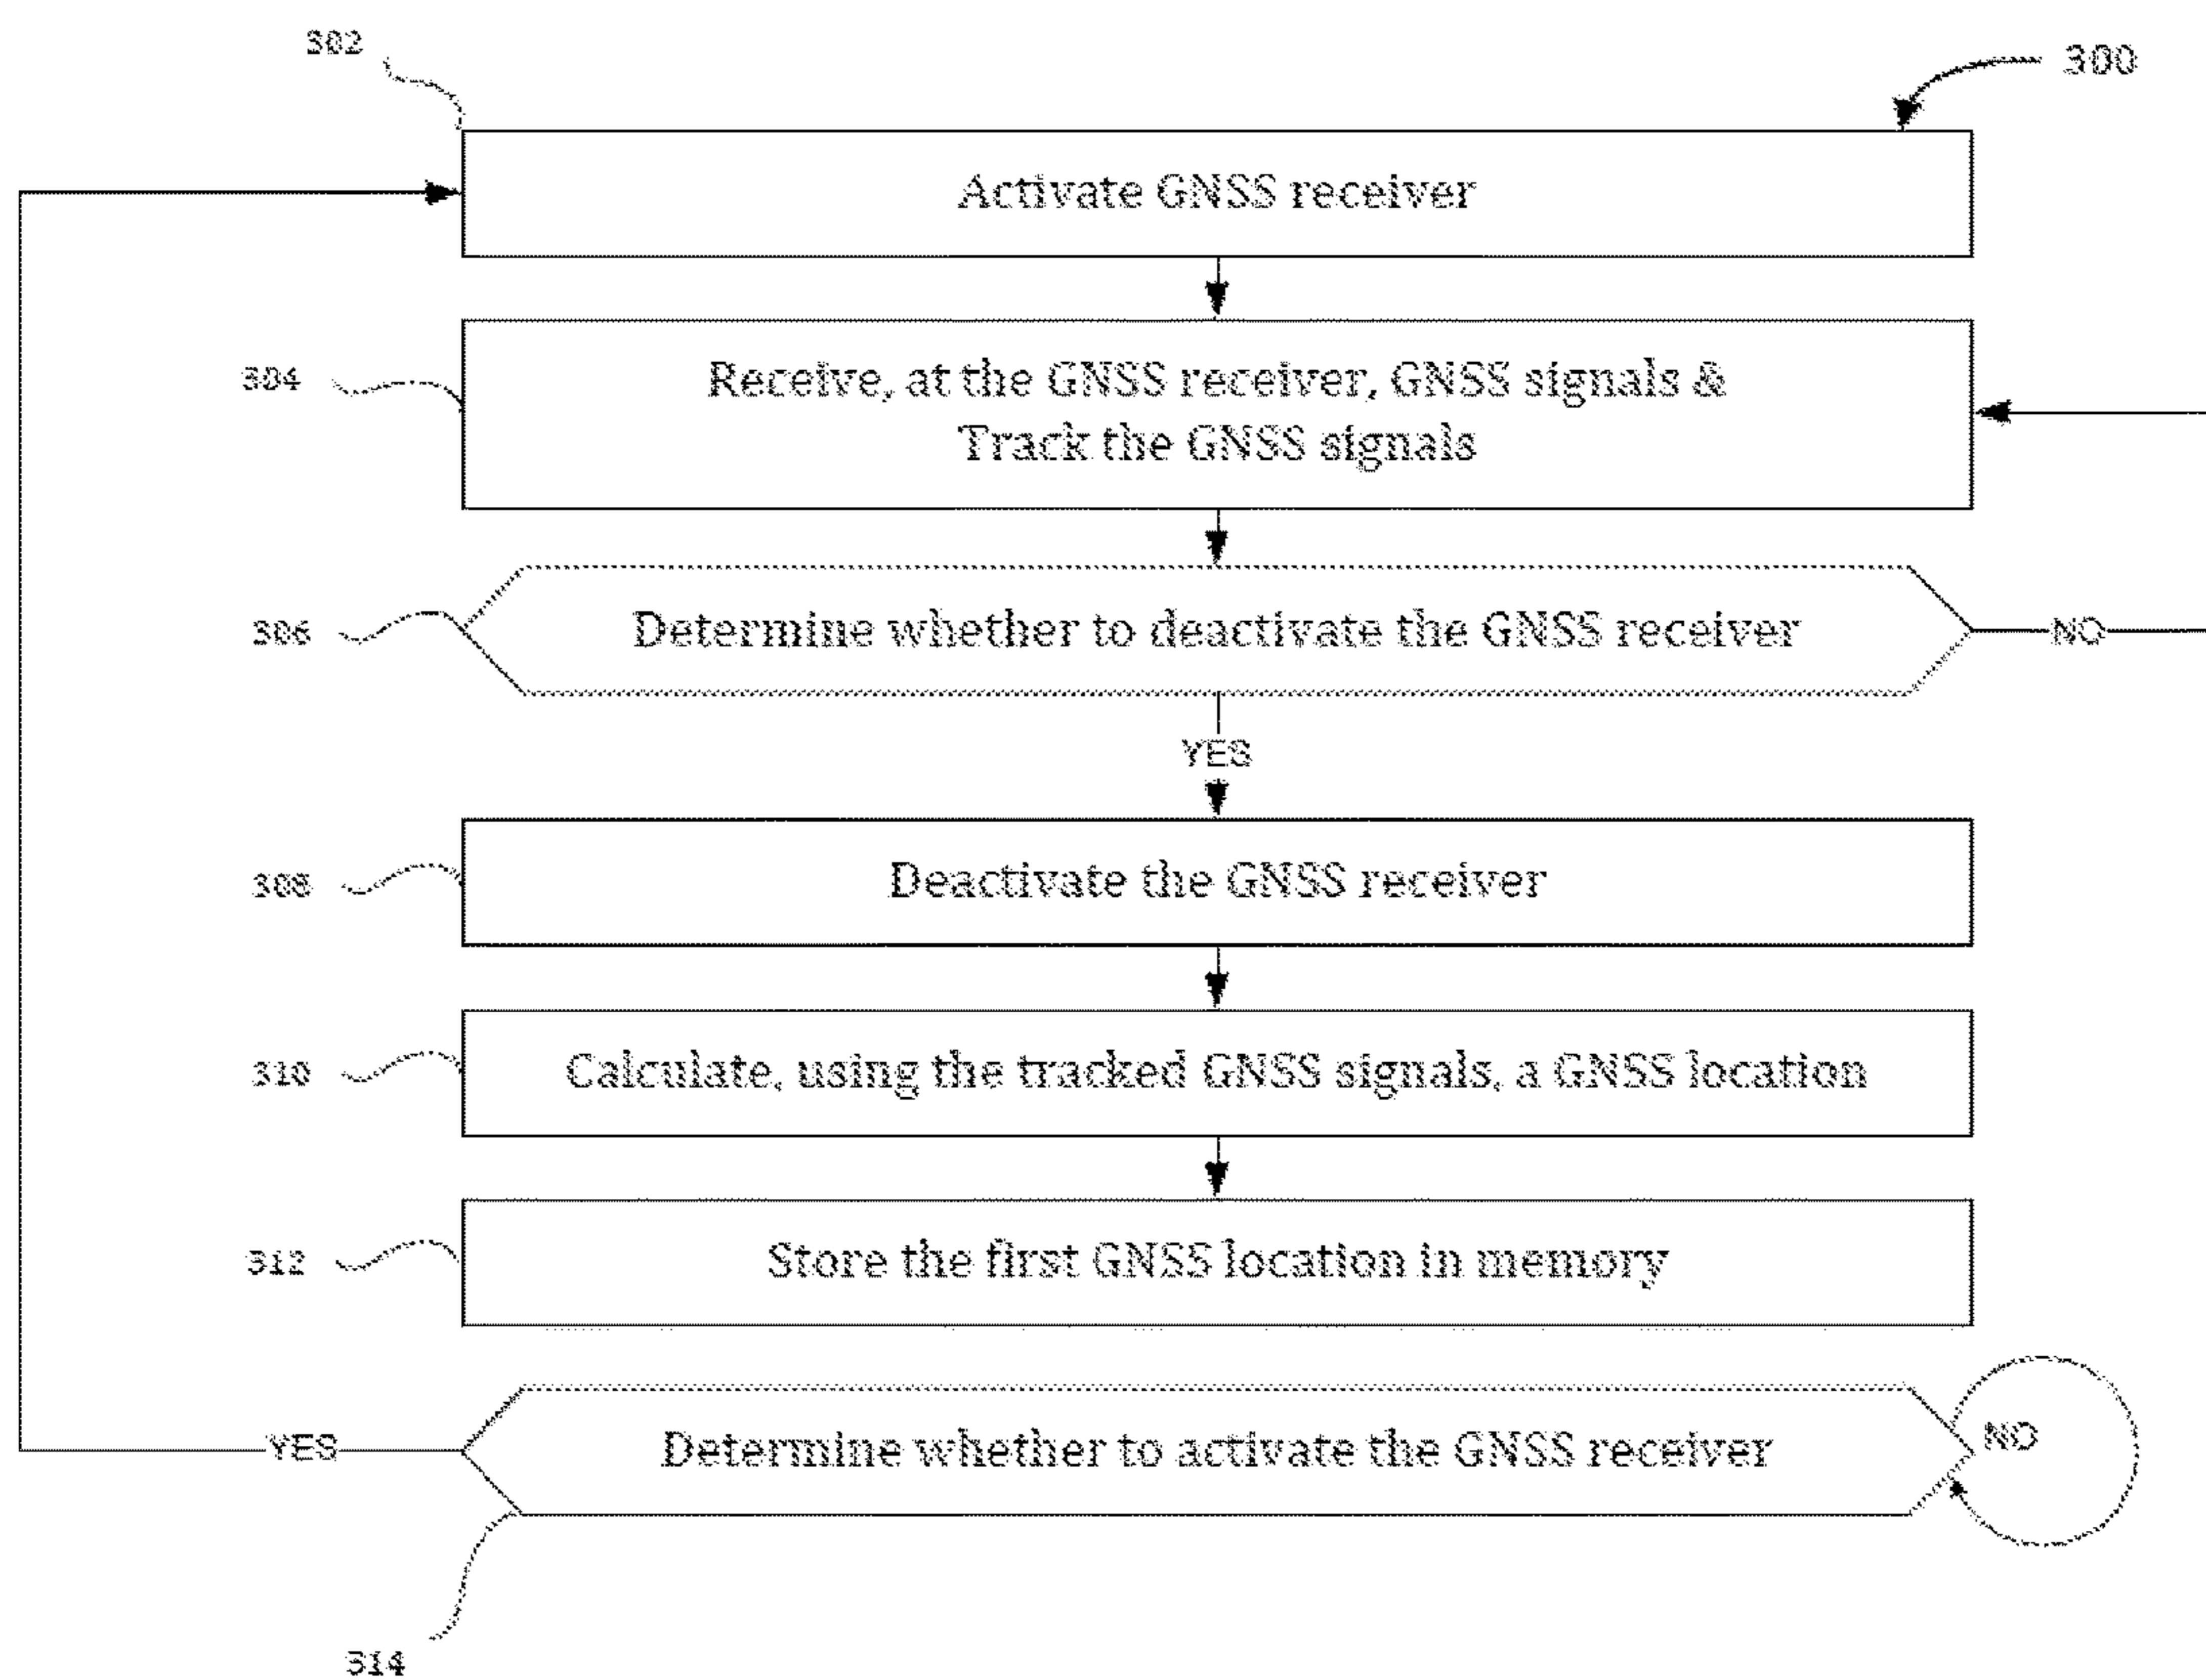 302
300
Activate GNSS receiver
304
Receive, at the GNSS receiver, GNSS signals &
Track the GNSS signals
306
Determine whether to deactivate the GNSS receiver
NO
YES
308
Deactivate the GNSS receiver
310
Calculate, using the tracked GNSS signals, a GNSS location
312
Store the first GNSS location in memory
YES
Determine whether to activate the GNSS receiver
NO
314